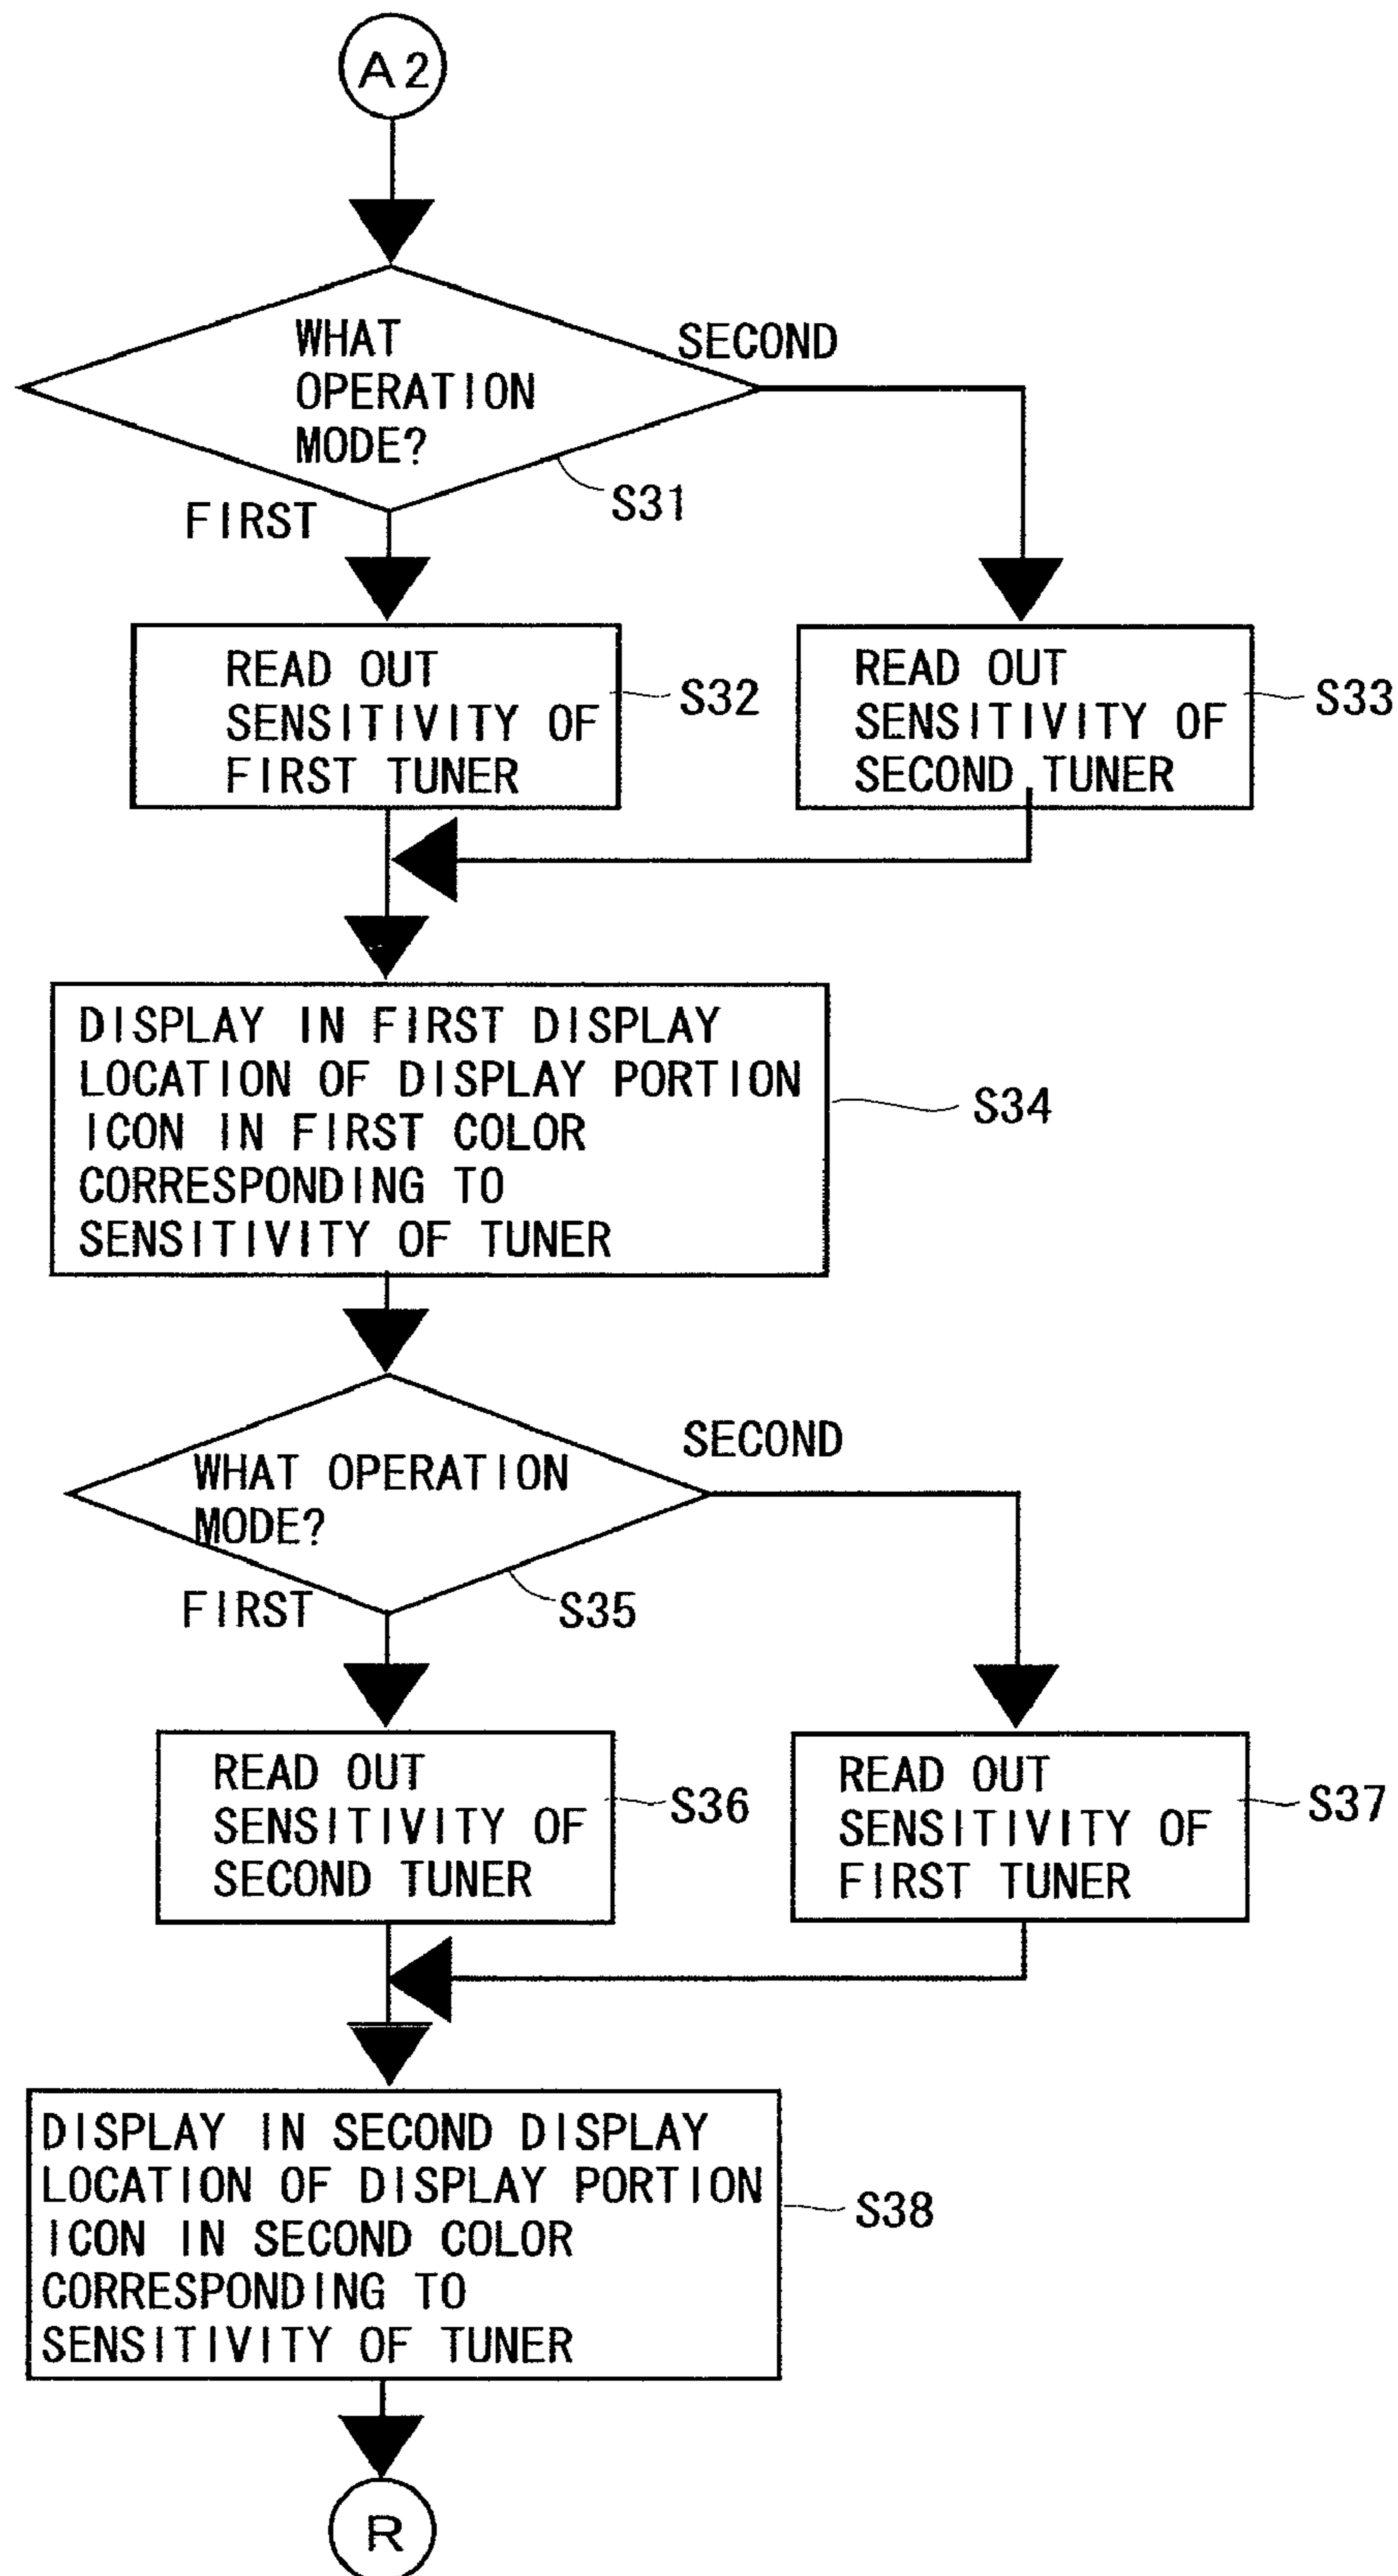 A2
WHAT
OPERATION
MODE?
SECOND
S31
FIRST
READ OUT
SENSITIVITY OF
FIRST TUNER
S32
READ OUT
SENSITIVITY OF
SECOND TUNER
S33
DISPLAY IN FIRST DISPLAY
LOCATION OF DISPLAY PORTION
ICON IN FIRST COLOR
CORRESPONDING TO
SENSITIVITY OF TUNER
S34
WHAT OPERATION
MODE?
SECOND
S35
FIRST
READ OUT
SENSITIVITY OF
SECOND TUNER
S36
READ OUT
SENSITIVITY OF
FIRST TUNER
S37
DISPLAY IN SECOND DISPLAY
LOCATION OF DISPLAY PORTION
ICON IN SECOND COLOR
CORRESPONDING TO
SENSITIVITY OF TUNER
S38
R